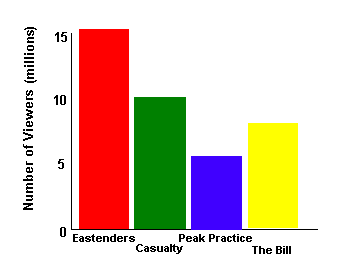 Number of Viewers (millions)
15
10
5
0
Eastenders
Casualty
Peak Practice
The Bill